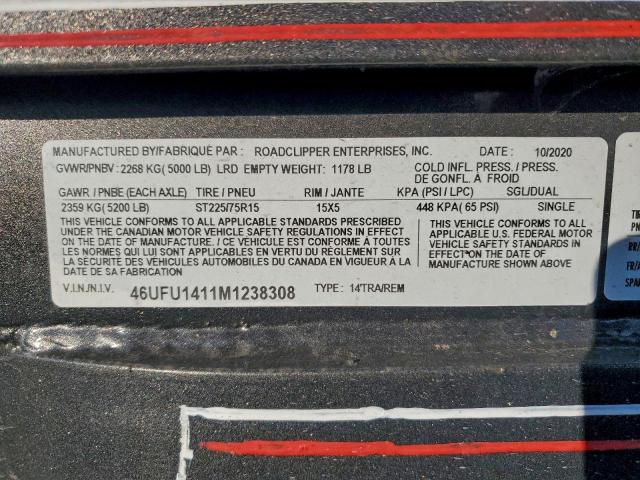 MANUFACTURED BY/FABRIQUÉ PAR : ROADCLIPPER ENTERPRISES, INC. DATE : 10/2020
GVWR/PNBV : 2268 KG( 5000 LB) LRD EMPTY WEIGHT: 1178 LB COLD INFL. PRESS. / PRESS. DE GONFL. A FROID
GAWR / PNBE (EACH AXLE) TIRE / PNEU RIM / JANTE KPA (PSI / LPC) SGL/DUAL
2359 KG( 5200 LB) ST225/75R15 15X5 448 KPA( 65 PSI) SINGLE
THIS VEHICLE CONFORMS TO ALL APPLICABLE STANDARDS PRESCRIBED
UNDER THE CANADIAN MOTOR VEHICLE SAFETY REGULATIONS IN EFFECT
ON THE DATE OF MANUFACTURE. / CE VÉHICULE EST CONFORME A TOUTES
LES NORMES QUI LUI SONT APPLICABLES EN VERTU DU RÉGLEMENT SUR
LA SÉCURITÉ DES VÉHICULES AUTOMOBILES DU CANADA EN VIGUEUR A LA
DATE DE SA FABRICATION.
THIS VEHICLE CONFORMS TO ALL
APPLICABLE U.S. FEDERAL MOTOR
VEHICLE SAFETY STANDARDS IN
EFFECT ON THE DATE OF
MANUFACTURE SHOWN ABOVE
V.I.N./N.I.V. 46UFU1411M1238308 TYPE: 14'TRA/REM